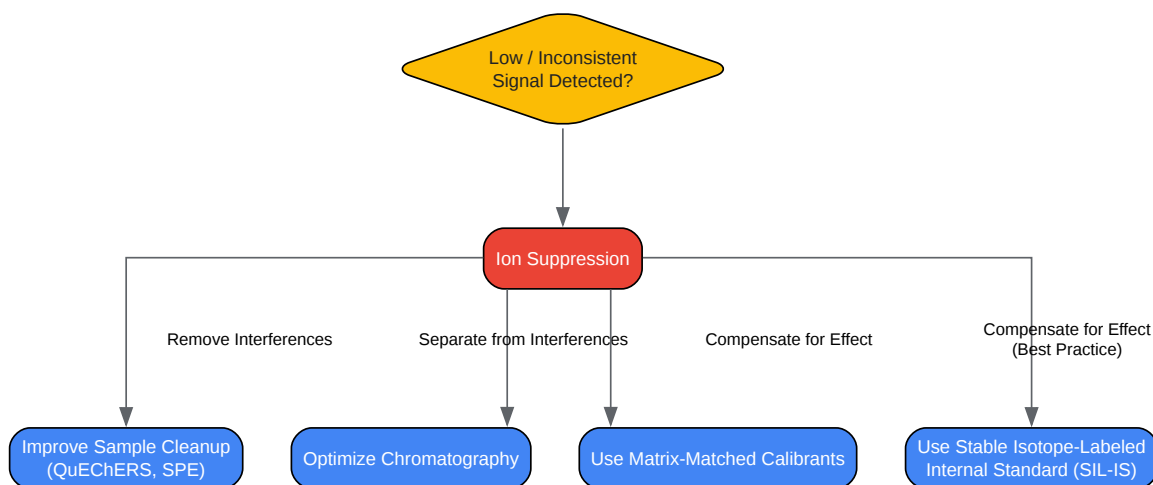 Low / Inconsistent
Signal Detected?
Ion Suppression
Remove Interferences
Separate from Interferences
Compensate for Effect
Compensate for Effect
(Best Practice)
Improve Sample Cleanup
(QuEChERS, SPE)
Optimize Chromatography
Use Matrix-Matched Calibrants
Use Stable Isotope-Labeled
Internal Standard (SIL-IS)